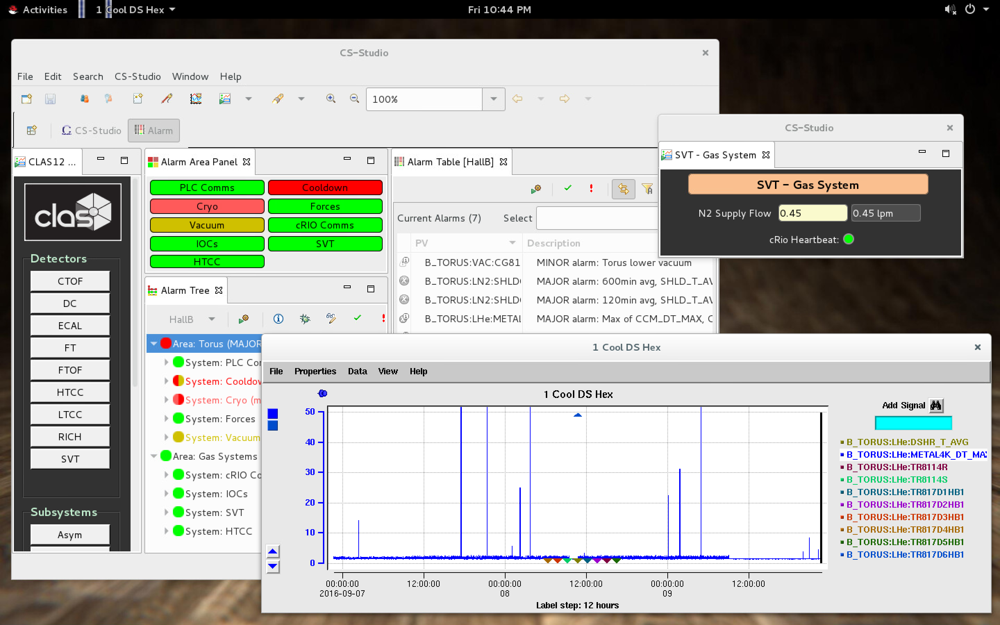 Activities
1 Cool DS Hex
Fri 10:44 PM
CS-Studio
File Edit Search CS-Studio Window Help
100%
CS-Studio Alarm
CLAS12 ...
clas
Detectors
CTOF
DC
ECAL
FT
FTOF
HTCC
LTCC
RICH
SVT
Subsystems
Asym
Alarm Area Panel
PLC Comms Cooldown
Cryo Forces
Vacuum cRIO Comms
IOCs SVT
HTCC
Alarm Tree
HallB
Area: Torus (MAJOR
System: PLC Co
System: Cooldow
System: Cryo (m
System: Forces
System: Vacuum
Area: Gas Systems
System: cRIO Co
System: IOCs
System: SVT
System: HTCC
Alarm Table [HallB]
Current Alarms (7) Select
PV Description
B_TORUS:VAC:CG81 MINOR alarm: Torus lower vacuum
B_TORUS:LN2:SHLD MAJOR alarm: 600min avg, SHLD_T_AV
B_TORUS:LN2:SHLD MAJOR alarm: 120min avg, SHLD_T_AV
B_TORUS:LHe:METAL MAJOR alarm: Max of CCM_DT_MAX, C
CS-Studio
SVT - Gas System
SVT - Gas System
N2 Supply Flow 0.45 0.45 lpm
cRio Heartbeat:
1 Cool DS Hex
File Properties Data View Help
1 Cool DS Hex
50
40
30
20
10
0
00:00:00 12:00:00 00:00:00 12:00:00 00:00:00 12:00:00
2016-09-07 08 09
Label step: 12 hours
Add Signal
B_TORUS:LHe:DSHR_T_AVG
B_TORUS:LHe:METAL4K_DT_MAX
B_TORUS:LHe:TR8114R
B_TORUS:LHe:TR8114S
B_TORUS:LHe:TR817D1HB1
B_TORUS:LHe:TR817D2HB1
B_TORUS:LHe:TR817D3HB1
B_TORUS:LHe:TR817D4HB1
B_TORUS:LHe:TR817D5HB1
B_TORUS:LHe:TR817D6HB1